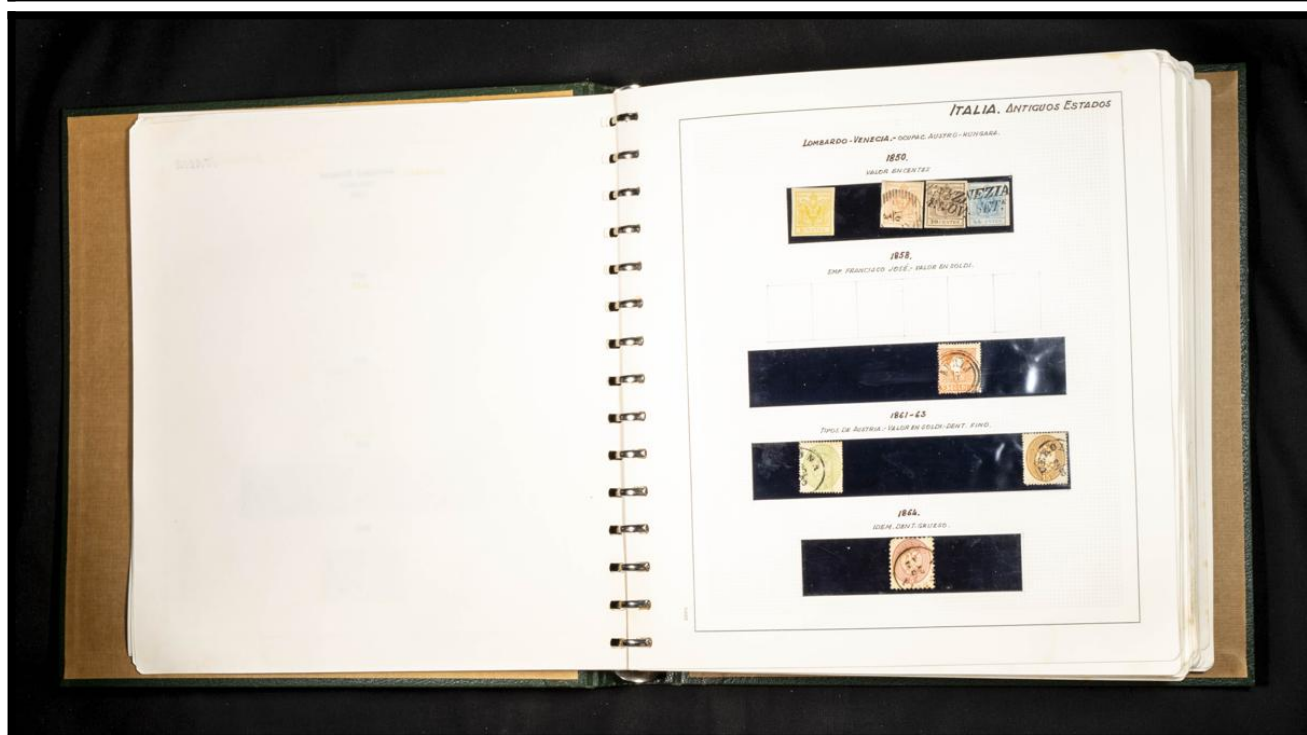 ITALIA. ANTIGUOS ESTADOS
LOMBARDO-VENECIA.- OCUPAC. AUSTRO-HUNGARA.
1850.
VALOR EN CENTES
1858.
EMP. FRANCISCO JOSÉ.- VALOR EN SOLDI.
1861-63
TIPOS DE AUSTRIA.- VALOR EN SOLDI-DENT. FINO.
1864.
IDEM. DENT. GRUESO.